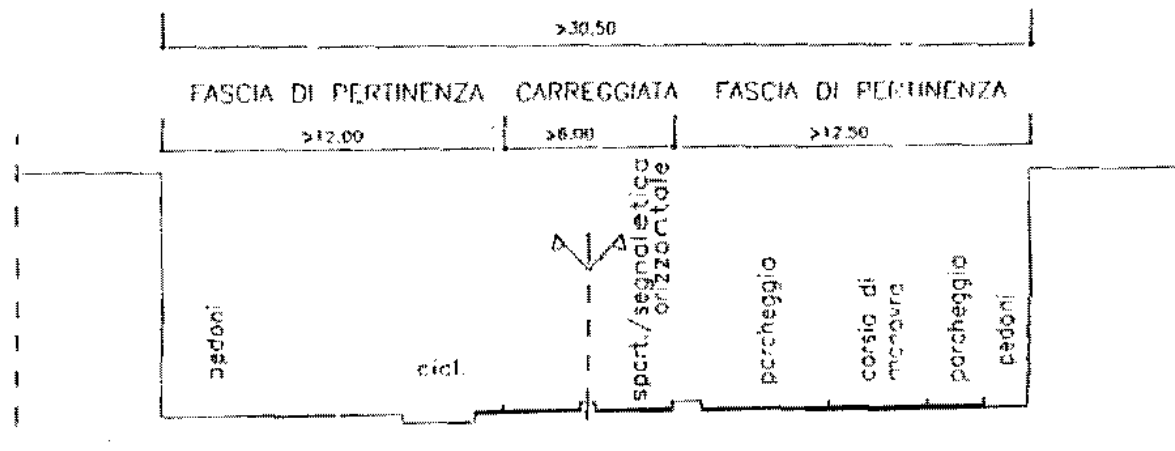 >30.50
FASCIA DI PERTINENZA CARREGGIATA FASCIA DI PERTINENZA
>12.00 >6.00 >12.50
pedoni
cicl.
spart./segnaletica
orizzontale
parcheggio
corsia di
manovra
parcheggio
pedoni